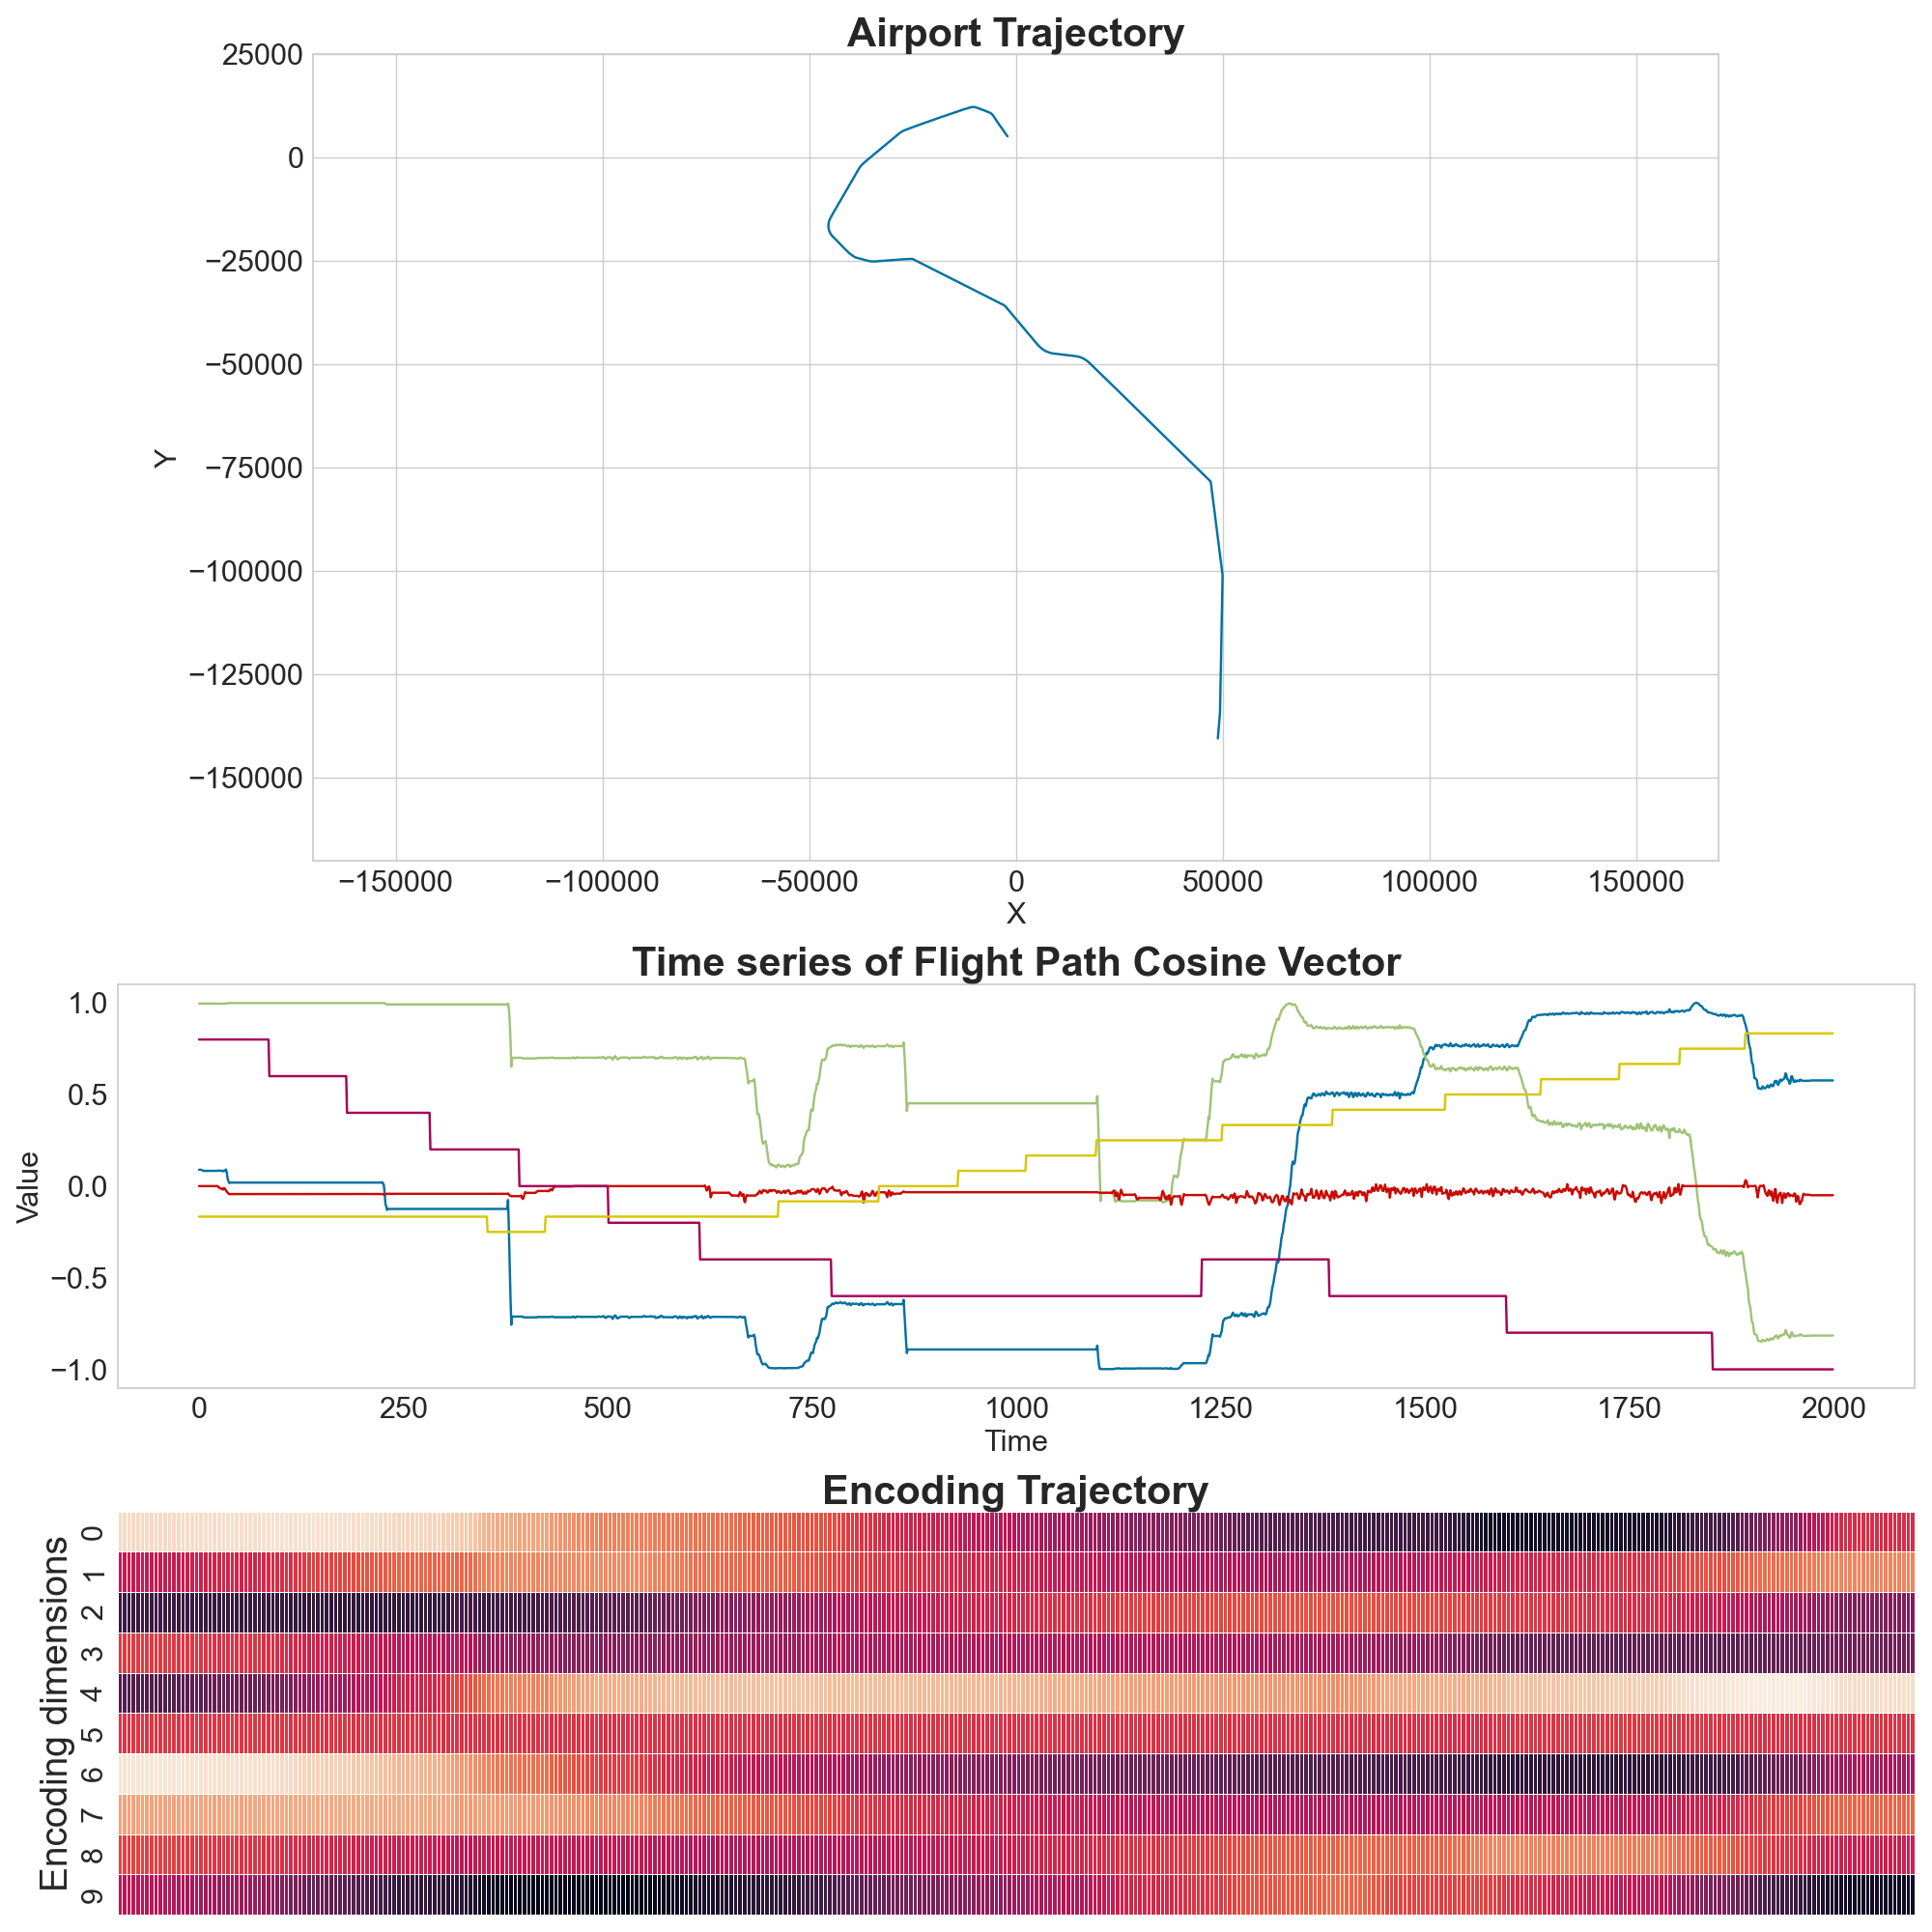 Airport Trajectory
25000
0
−25000
−50000
−75000
−100000
−125000
−150000
Y
−150000 −100000 −50000 0 50000 100000 150000
X
Time series of Flight Path Cosine Vector
1.0
0.5
0.0
−0.5
−1.0
Value
0 250 500 750 1000 1250 1500 1750 2000
Time
Encoding Trajectory
0
1
2
3
4
5
6
7
8
9
Encoding dimensions